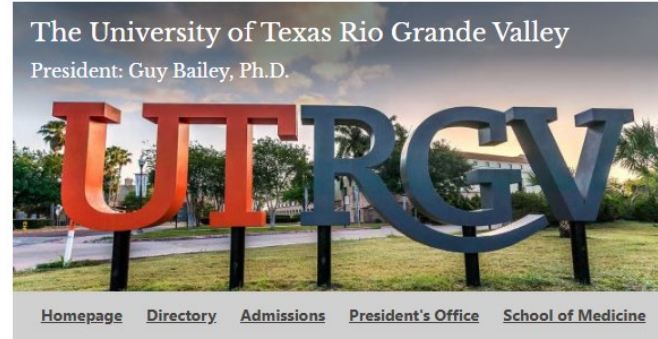 The University of Texas Rio Grande Valley
President: Guy Bailey, Ph.D.
UTRGV
Homepage Directory Admissions President's Office School of Medicine